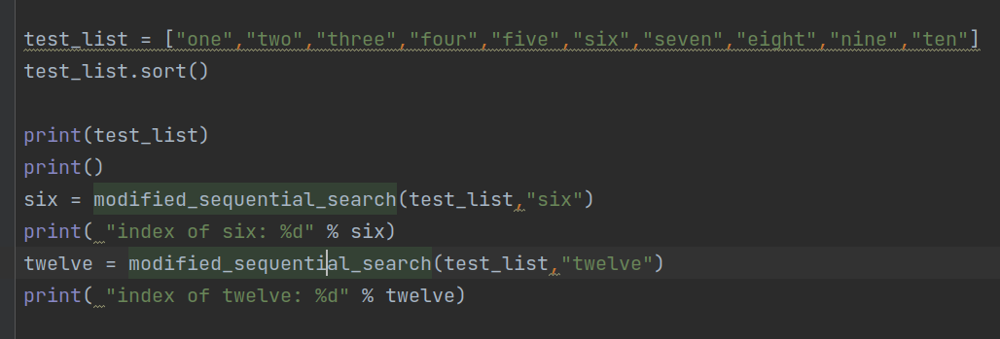 test_list = ["one","two","three","four","five","six","seven","eight","nine","ten"]
test_list.sort()
print(test_list)
print()
six = modified_sequential_search(test_list,"six")
print( "index of six: %d" % six)
twelve = modified_sequential_search(test_list,"twelve")
print( "index of twelve: %d" % twelve)